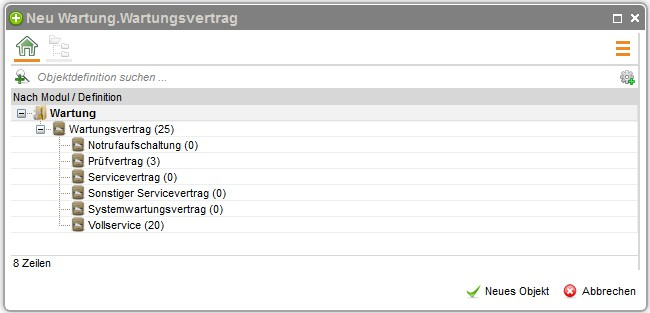 Neu Wartung.Wartungsvertrag
Objektdefinition suchen ...
Nach Modul / Definition
Wartung
Wartungsvertrag (25)
Notrufaufschaltung (0)
Prüfvertrag (3)
Servicevertrag (0)
Sonstiger Servicevertrag (0)
Systemwartungsvertrag (0)
Vollservice (20)
8 Zeilen
Neues Objekt Abbrechen